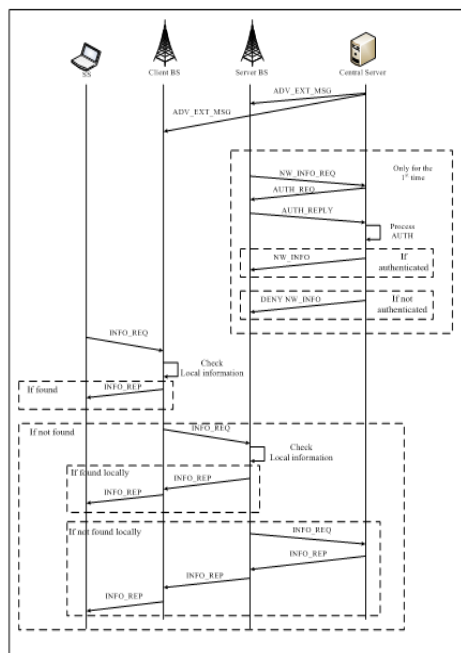 SS
Client BS
Server BS
Central Server
ADV_EXT_MSG
ADV_EXT_MSG
Only for the
1st time
NW_INFO_REQ
AUTH_REQ
AUTH_REPLY
Process
AUTH
NW_INFO
If
authenticated
DENY NW_INFO
If not
authenticated
INFO_REQ
Check
Local information
If found
INFO_REP
If not found
INFO_REQ
Check
Local information
If found locally
INFO_REP
INFO_REP
If not found locally
INFO_REQ
INFO_REP
INFO_REP
INFO_REP